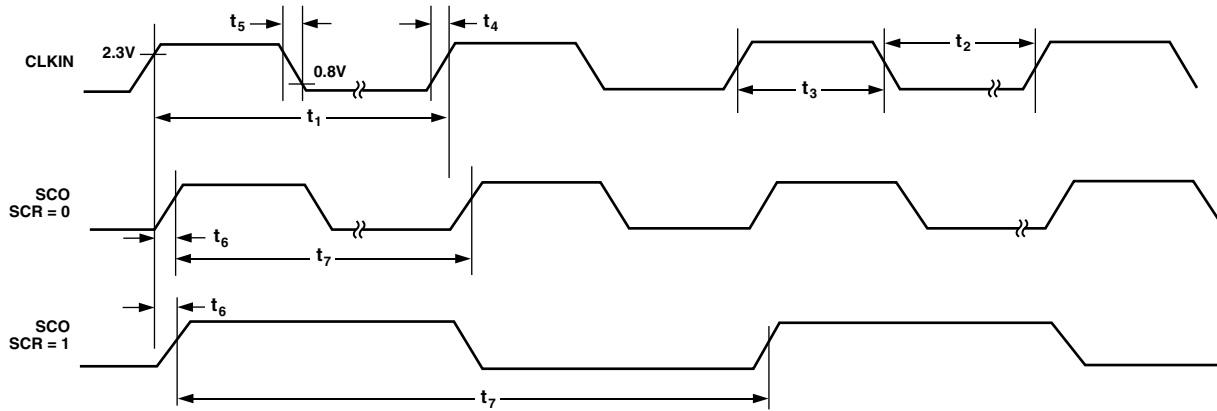 t5
t4
2.3V
CLKIN
0.8V
t2
t3
t1
SCO
SCR = 0
t6
t7
t6
SCO
SCR = 1
t7